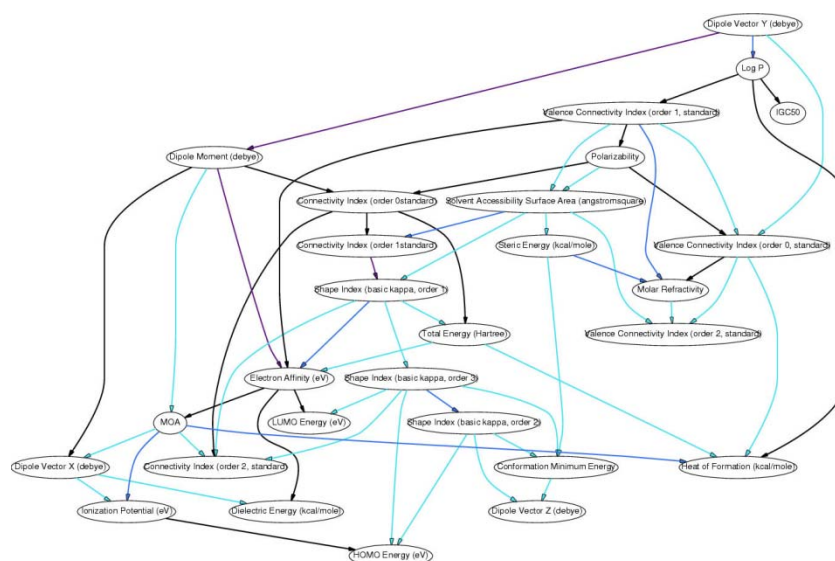 Dipole Vector Y (debye)
Log P
IGC50
Valence Connectivity Index (order 1, standard)
Dipole Moment (debye)
Polarizability
Connectivity Index (order 0standard)
Solvent Accessibility Surface Area (angstromsquare)
Connectivity Index (order 1standard)
Steric Energy (kcal/mole)
Valence Connectivity Index (order 0, standard)
Shape Index (basic kappa, order 1)
Molar Refractivity
Total Energy (Hartree)
Valence Connectivity Index (order 2, standard)
Electron Affinity (eV)
Shape Index (basic kappa, order 3)
MOA
LUMO Energy (eV)
Shape Index (basic kappa, order 2)
Dipole Vector X (debye)
Connectivity Index (order 2, standard)
Conformation Minimum Energy
Heat of Formation (kcal/mole)
Ionization Potential (eV)
Dielectric Energy (kcal/mole)
Dipole Vector Z (debye)
HOMO Energy (eV)